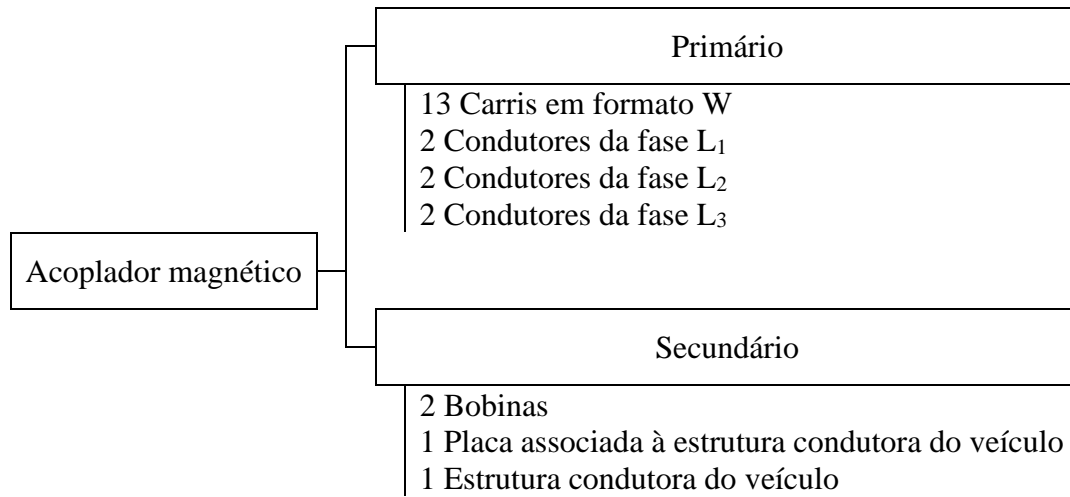 Primário
13 Carris em formato W
2 Condutores da fase L₁
2 Condutores da fase L₂
2 Condutores da fase L₃
Acoplador magnético
Secundário
2 Bobinas
1 Placa associada à estrutura condutora do veículo
1 Estrutura condutora do veículo